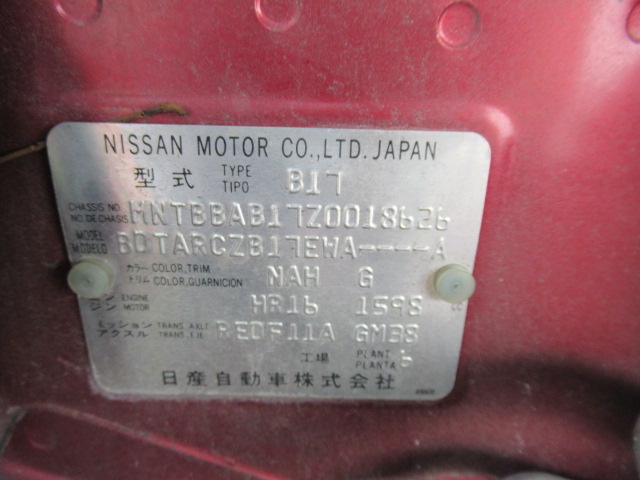 NISSAN MOTOR CO.,LTD. JAPAN
型式 TYPE TIPO B17
CHASSIS NO. NO. DE CHASIS MNTBBAB17Z0018626
MODEL MODELO BDTARCZB17EWA----A
カラー COLOR,TRIM トリム COLOR,GUARNICION NAH G
ENGINE ジン MOTOR HR16 1598 CC
ミッション TRANS. AXLE アクスル TRANS. EJE RE0F11A GM38
工場 PLANT PLANTA 6
日産自動車株式会社